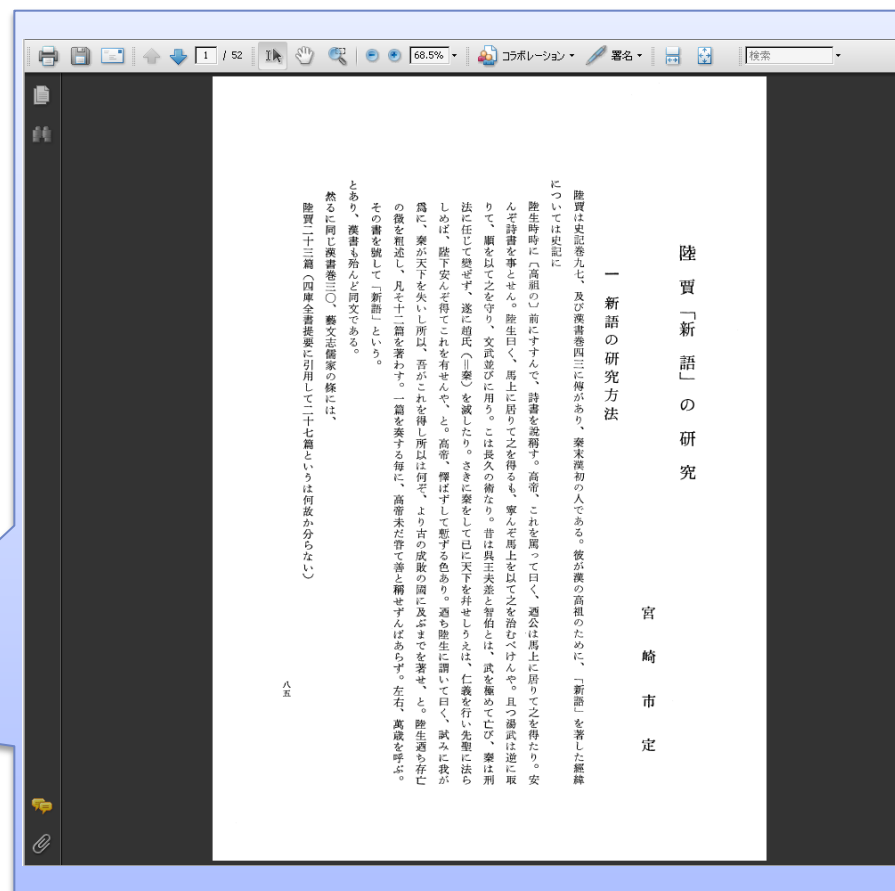 1 / 52
68.5%
コラボレーション
署名
検索
陸賈「新語」の研究
宮崎市定
一 新語の研究方法
陸賈は史記巻九七、及び漢書巻四三に傳があり、秦末漢初の人である。彼が漢の高祖のために、「新語」を著した經緯
については史記に
陸生時時に〔高祖の〕前にすすんで、詩書を說稱す。高帝、これを罵って曰く、迺公は馬上に居りて之を得たり。安
んぞ詩書を事とせん。陸生曰く、馬上に居りて之を得るも、寧んぞ馬上を以て之を治むべけんや。且つ湯武は逆に取
りて、順を以て之を守り、文武並びに用う。こは長久の術なり。昔は呉王夫差と智伯とは、武を極めて亡び、秦は刑
法に任じて變ぜず、遂に趙氏(=秦)を滅したり。さきに秦をして已に天下を幷せしうえは、仁義を行い先聖に法ら
しめば、陛下安んぞ得てこれを有せんや、と。高帝、懌ばずして慙ずる色あり。迺ち陸生に謂いて曰く、試みに我が
爲に、秦が天下を失いし所以、吾がこれを得し所以は何ぞ、より古の成敗の國に及ぶまでを著せ、と。陸生迺ち存亡
の徴を粗述し、凡そ十二篇を著わす。一篇を奏する每に、高帝未だ嘗て善と稱せずんばあらず。左右、萬歲を呼ぶ。
その書を號して「新語」という。
とあり、漢書も殆んど同文である。
然るに同じ漢書卷三〇、藝文志儒家の條には、
陸賈二十三篇(四庫全書提要に引用して二十七篇というは何故か分らない)
八五